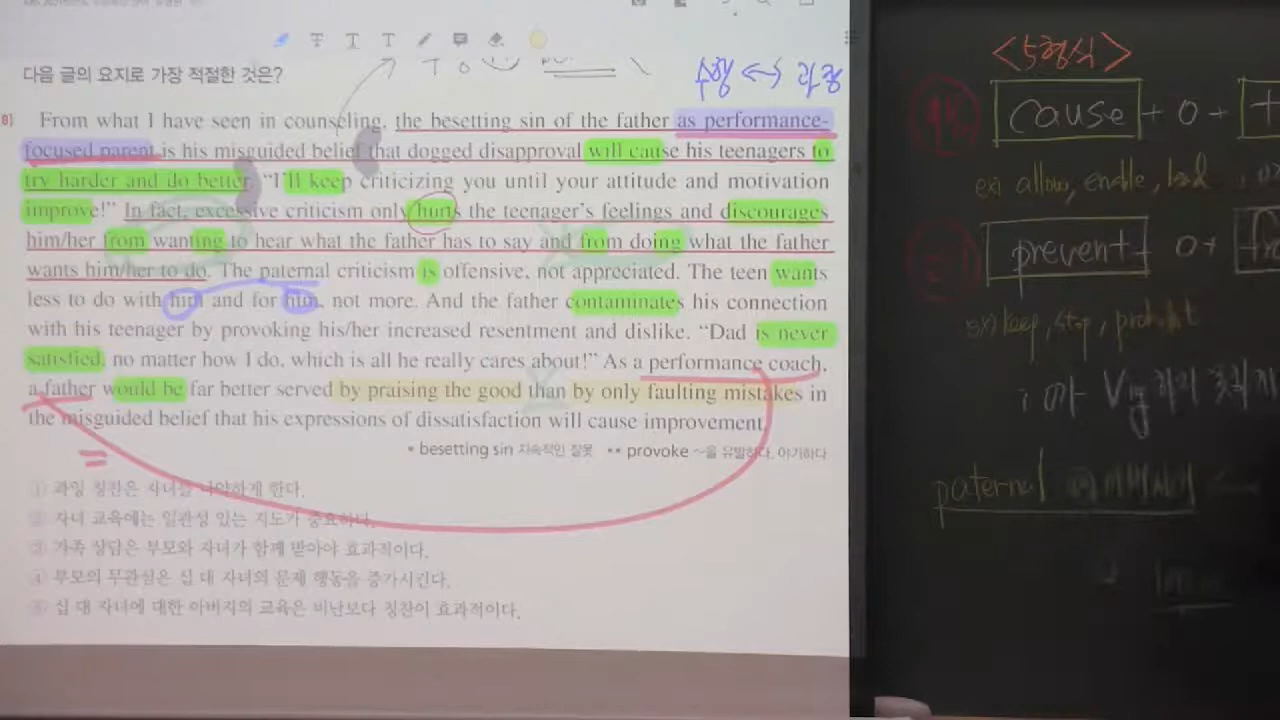 다음 글의 요지로 가장 적절한 것은?
수행 ↔ 과정
8) From what I have seen in counseling, the besetting sin of the father as performance-
focused parent is his misguided belief that dogged disapproval will cause his teenagers to
try harder and do better. “I’ll keep criticizing you until your attitude and motivation
improve!” In fact, excessive criticism only hurts the teenager’s feelings and discourages
him/her from wanting to hear what the father has to say and from doing what the father
wants him/her to do. The paternal criticism is offensive, not appreciated. The teen wants
less to do with him and for him, not more. And the father contaminates his connection
with his teenager by provoking his/her increased resentment and dislike. “Dad is never
satisfied, no matter how I do, which is all he really cares about!” As a performance coach,
a father would be far better served by praising the good than by only faulting mistakes in
the misguided belief that his expressions of dissatisfaction will cause improvement.
* besetting sin 지속적인 잘못 ** provoke ~을 유발하다, 야기하다
=
① 과잉 칭찬은 자녀를 나약하게 한다.
② 자녀 교육에는 일관성 있는 지도가 중요하다.
③ 가족 상담은 부모와 자녀가 함께 받아야 효과적이다.
④ 부모의 무관심은 십 대 자녀의 문제 행동을 증가시킨다.
⑤ 십 대 자녀에 대한 아버지의 교육은 비난보다 칭찬이 효과적이다.
<5형식>
cause + o + t
ex) allow, enable, lead
prevent o + fr
ex) keep, stop, prohibit
Ving 하지 못하게
paternal